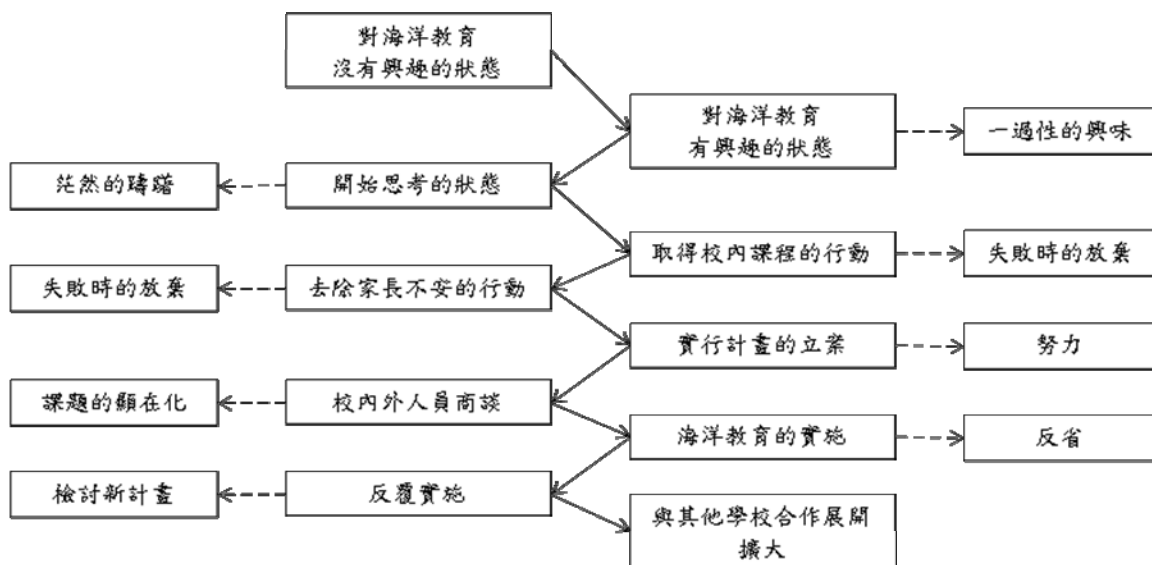 對海洋教育
沒有興趣的狀態
對海洋教育
有興趣的狀態
一過性的興味
茫然的躊躇
開始思考的狀態
取得校內課程的行動
失敗時的放棄
失敗時的放棄
去除家長不安的行動
實行計畫的立案
努力
課題的顯在化
校內外人員商談
海洋教育的實施
反省
檢討新計畫
反覆實施
與其他學校合作展開
擴大